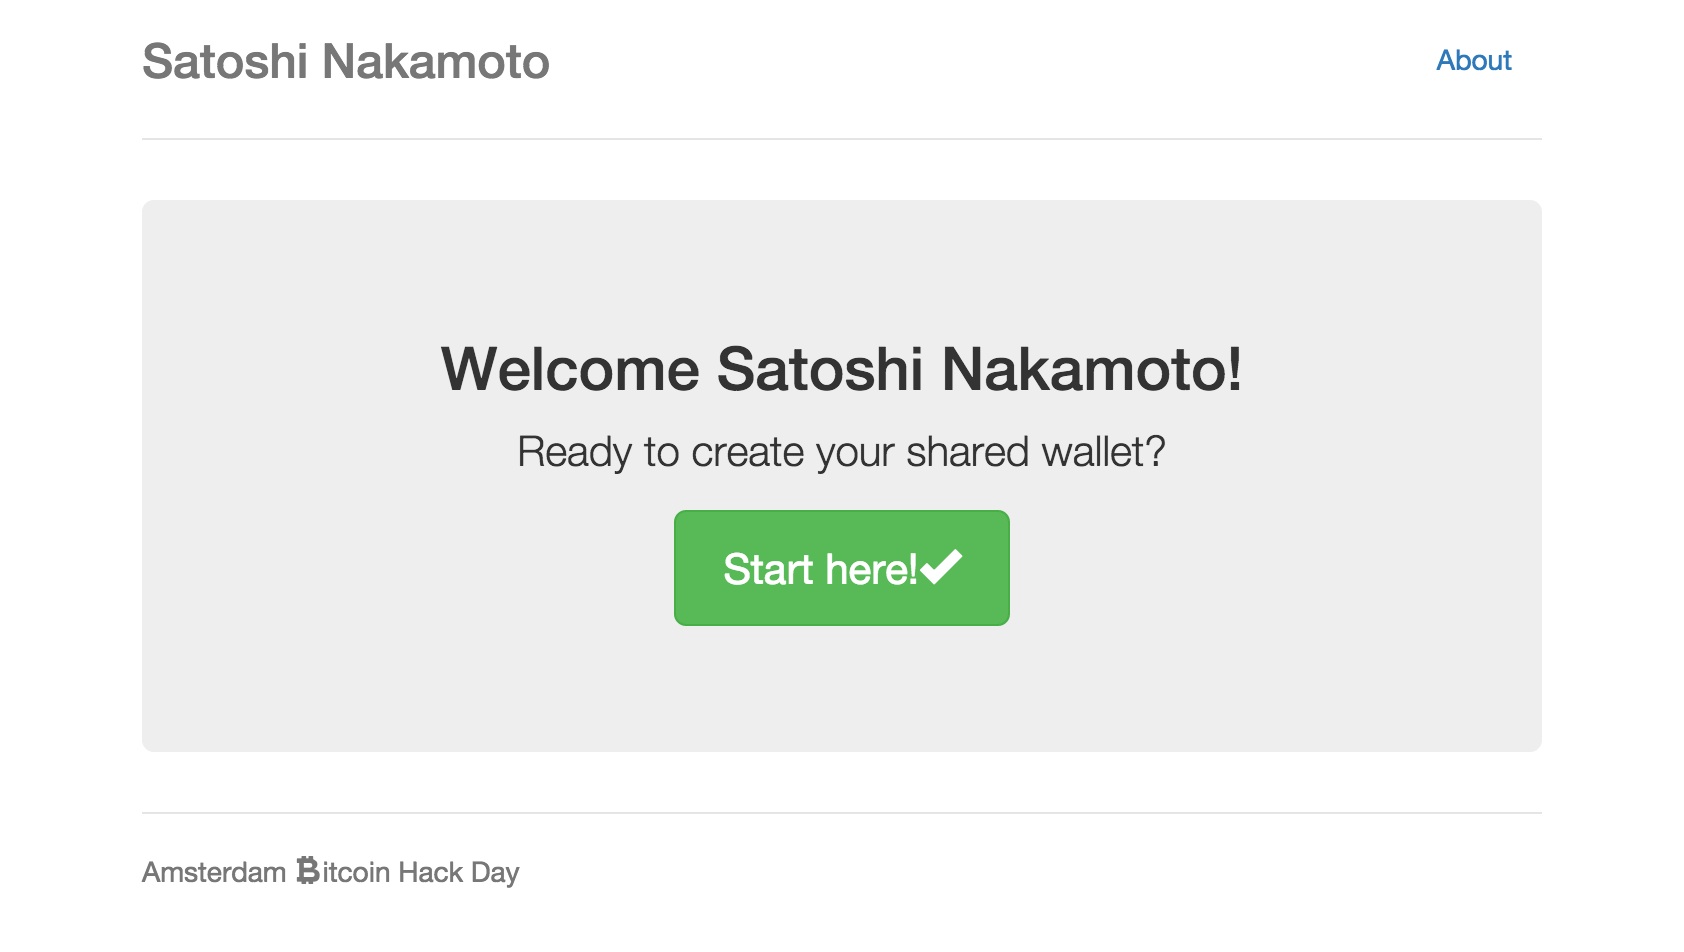 Satoshi Nakamoto
About
Welcome Satoshi Nakamoto!
Ready to create your shared wallet?
Start here!✔
Amsterdam ₿itcoin Hack Day